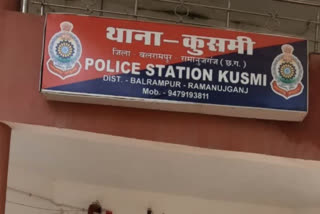 थाना-कुसमी
जिला - बलरामपुर - रामानुजगंज (छ.ग.)
POLICE STATION KUSMI
DIST. - BALRAMPUR - RAMANUJGANJ
Mob. - 9479193811